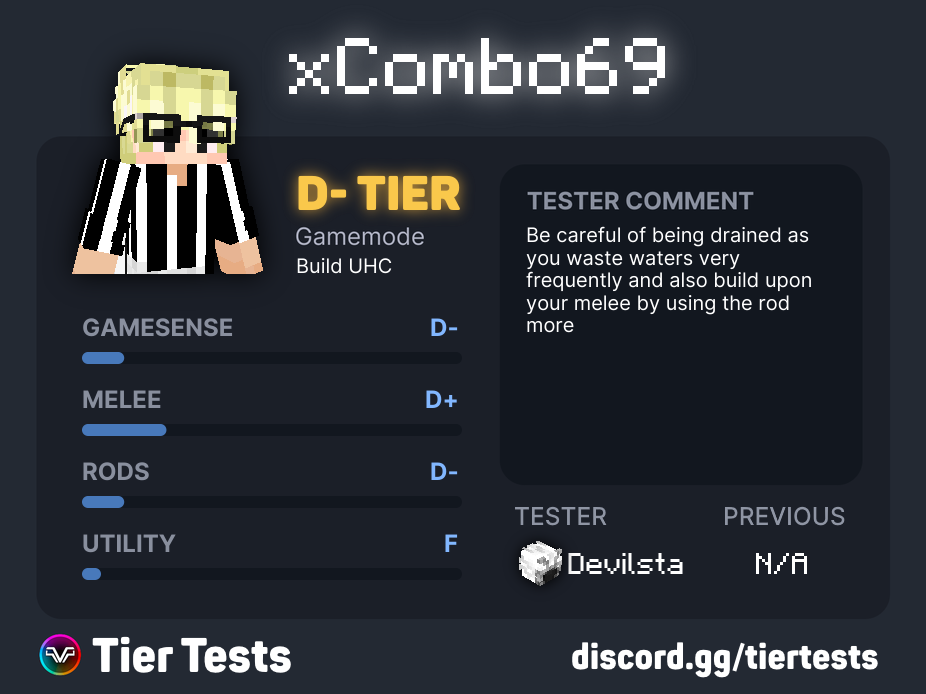 xCombo69
D- TIER
Gamemode
Build UHC
GAMESENSE D-
MELEE D+
RODS D-
UTILITY F
TESTER COMMENT
Be careful of being drained as
you waste waters very
frequently and also build upon
your melee by using the rod
more
TESTER
Devilsta
PREVIOUS
N/A
Tier Tests
discord.gg/tiertests